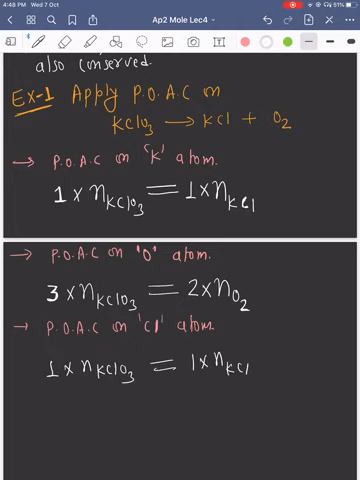 4:48 PM Wed 7 Oct
51%
Ap2 Mole Lec4
also conserved.
Ex-1 Apply P.O.A.C on
KClO3 → KCl + O2
→ P.O.A.C on 'K' atom.
1 × nKClO3 = 1 × nKCl
→ P.O.A.C on 'O' atom.
3 × nKClO3 = 2 × nO2
→ P.O.A.C on 'Cl' atom.
1 × nKClO3 = 1 × nKCl